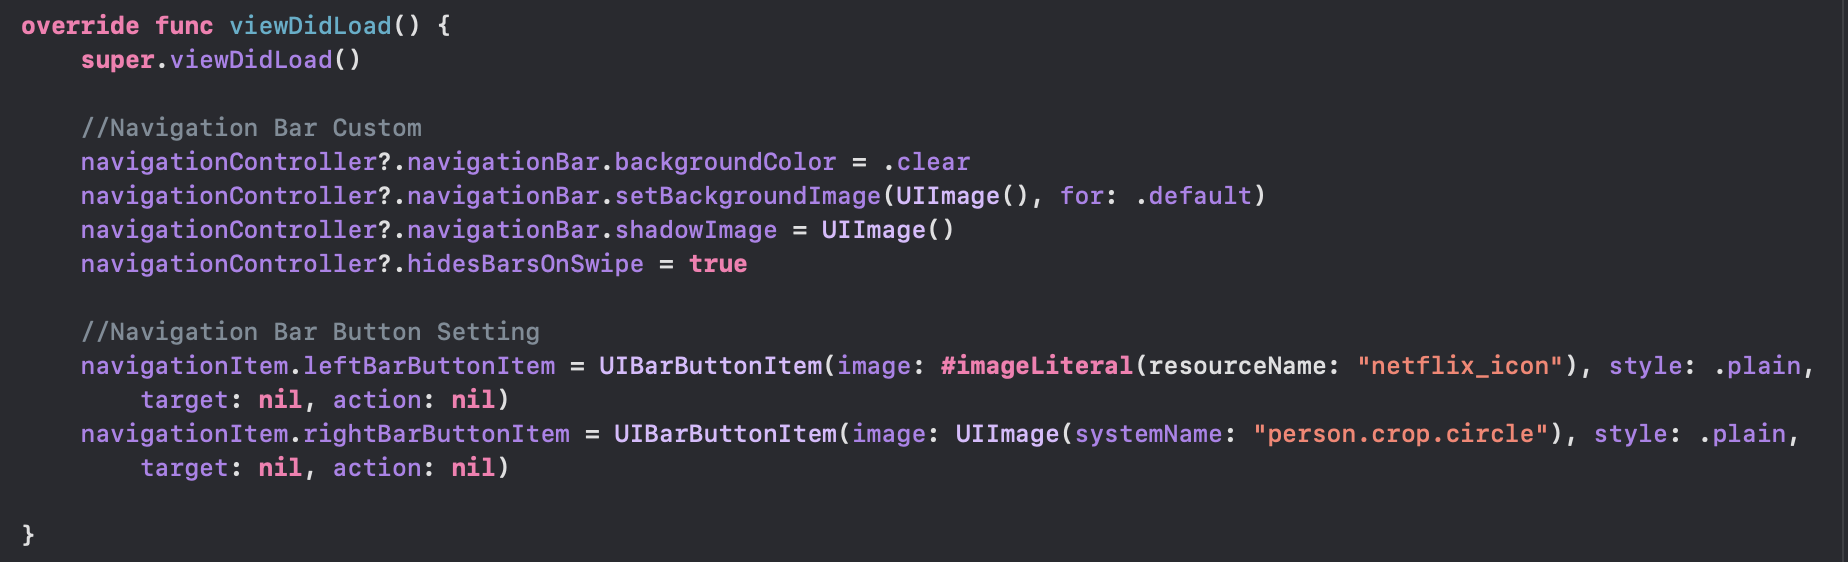 override func viewDidLoad() {
    super.viewDidLoad()

    //Navigation Bar Custom
    navigationController?.navigationBar.backgroundColor = .clear
    navigationController?.navigationBar.setBackgroundImage(UIImage(), for: .default)
    navigationController?.navigationBar.shadowImage = UIImage()
    navigationController?.hidesBarsOnSwipe = true

    //Navigation Bar Button Setting
    navigationItem.leftBarButtonItem = UIBarButtonItem(image: #imageLiteral(resourceName: "netflix_icon"), style: .plain,
        target: nil, action: nil)
    navigationItem.rightBarButtonItem = UIBarButtonItem(image: UIImage(systemName: "person.crop.circle"), style: .plain,
        target: nil, action: nil)

}